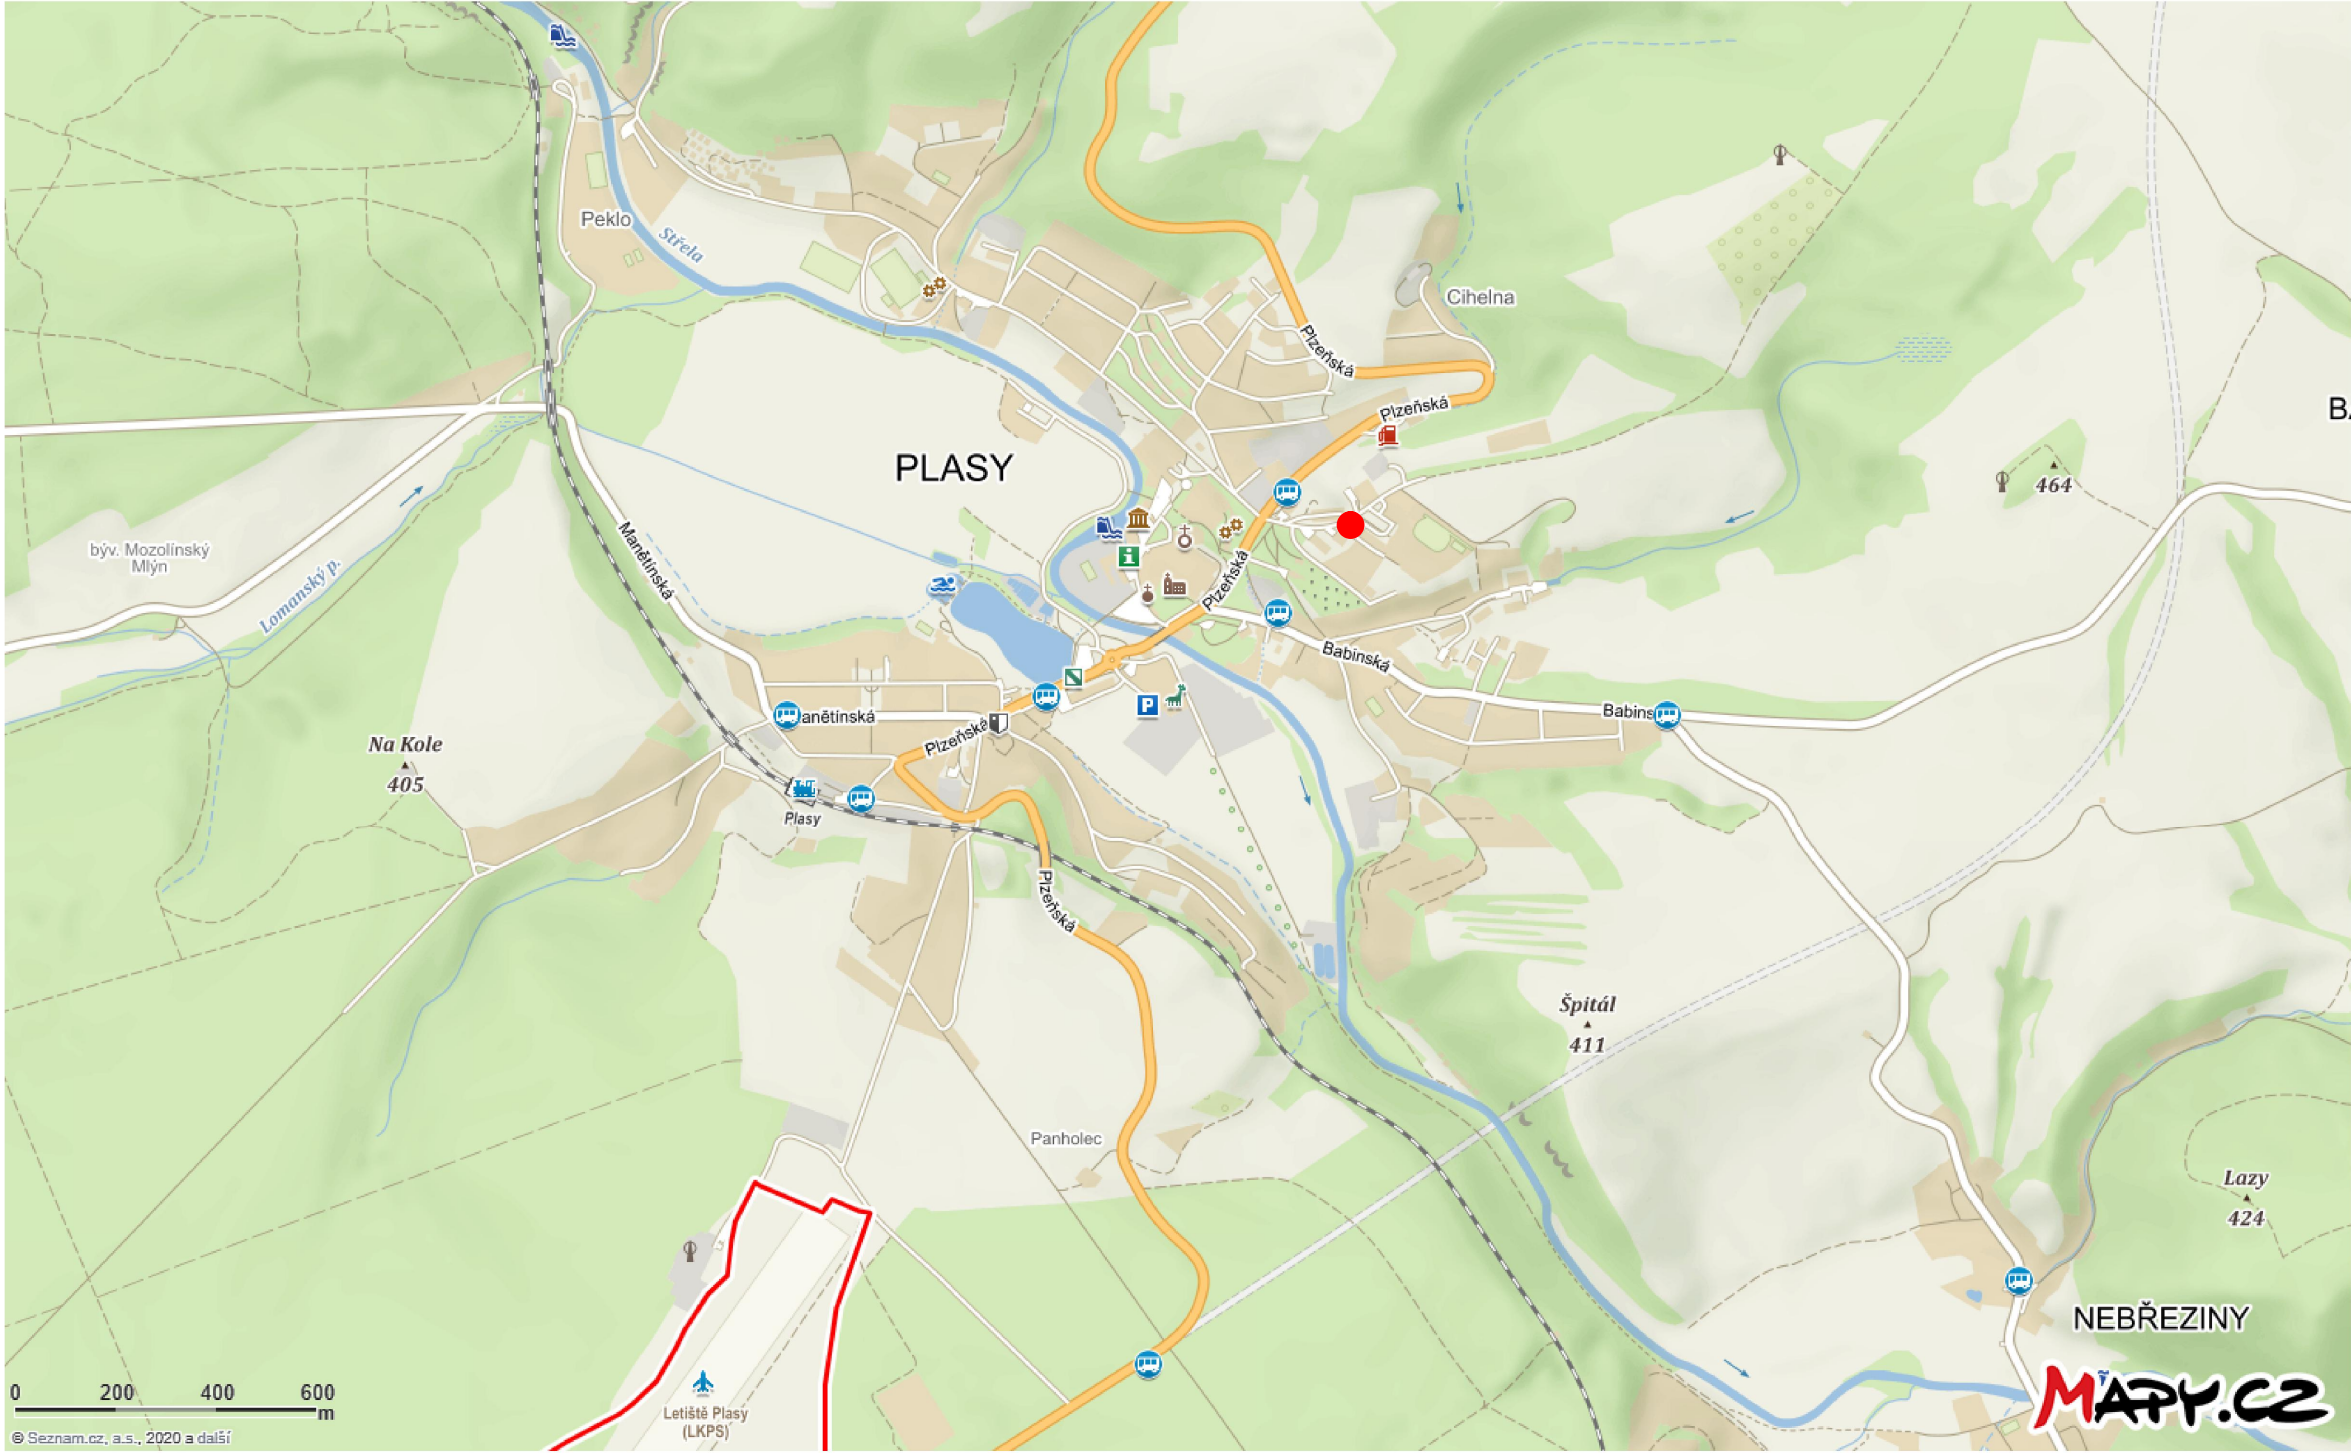 Peklo
Střela
Cihelna
Plzeňská
Plzeňská
PLASY
464
býv. Mozolínský
Mlýn
Lomanský p.
Manětínská
Plzeňská
Babinská
anětínská
Babins
Plzeňská
Na Kole
405
Plasy
Plzeňská
Špitál
411
Panholec
Lazy
424
NEBŘEZINY
Letiště Plasy
(LKPS)
0 200 400 600
m
© Seznam.cz, a.s., 2020 a další
MAPY.CZ
P
i